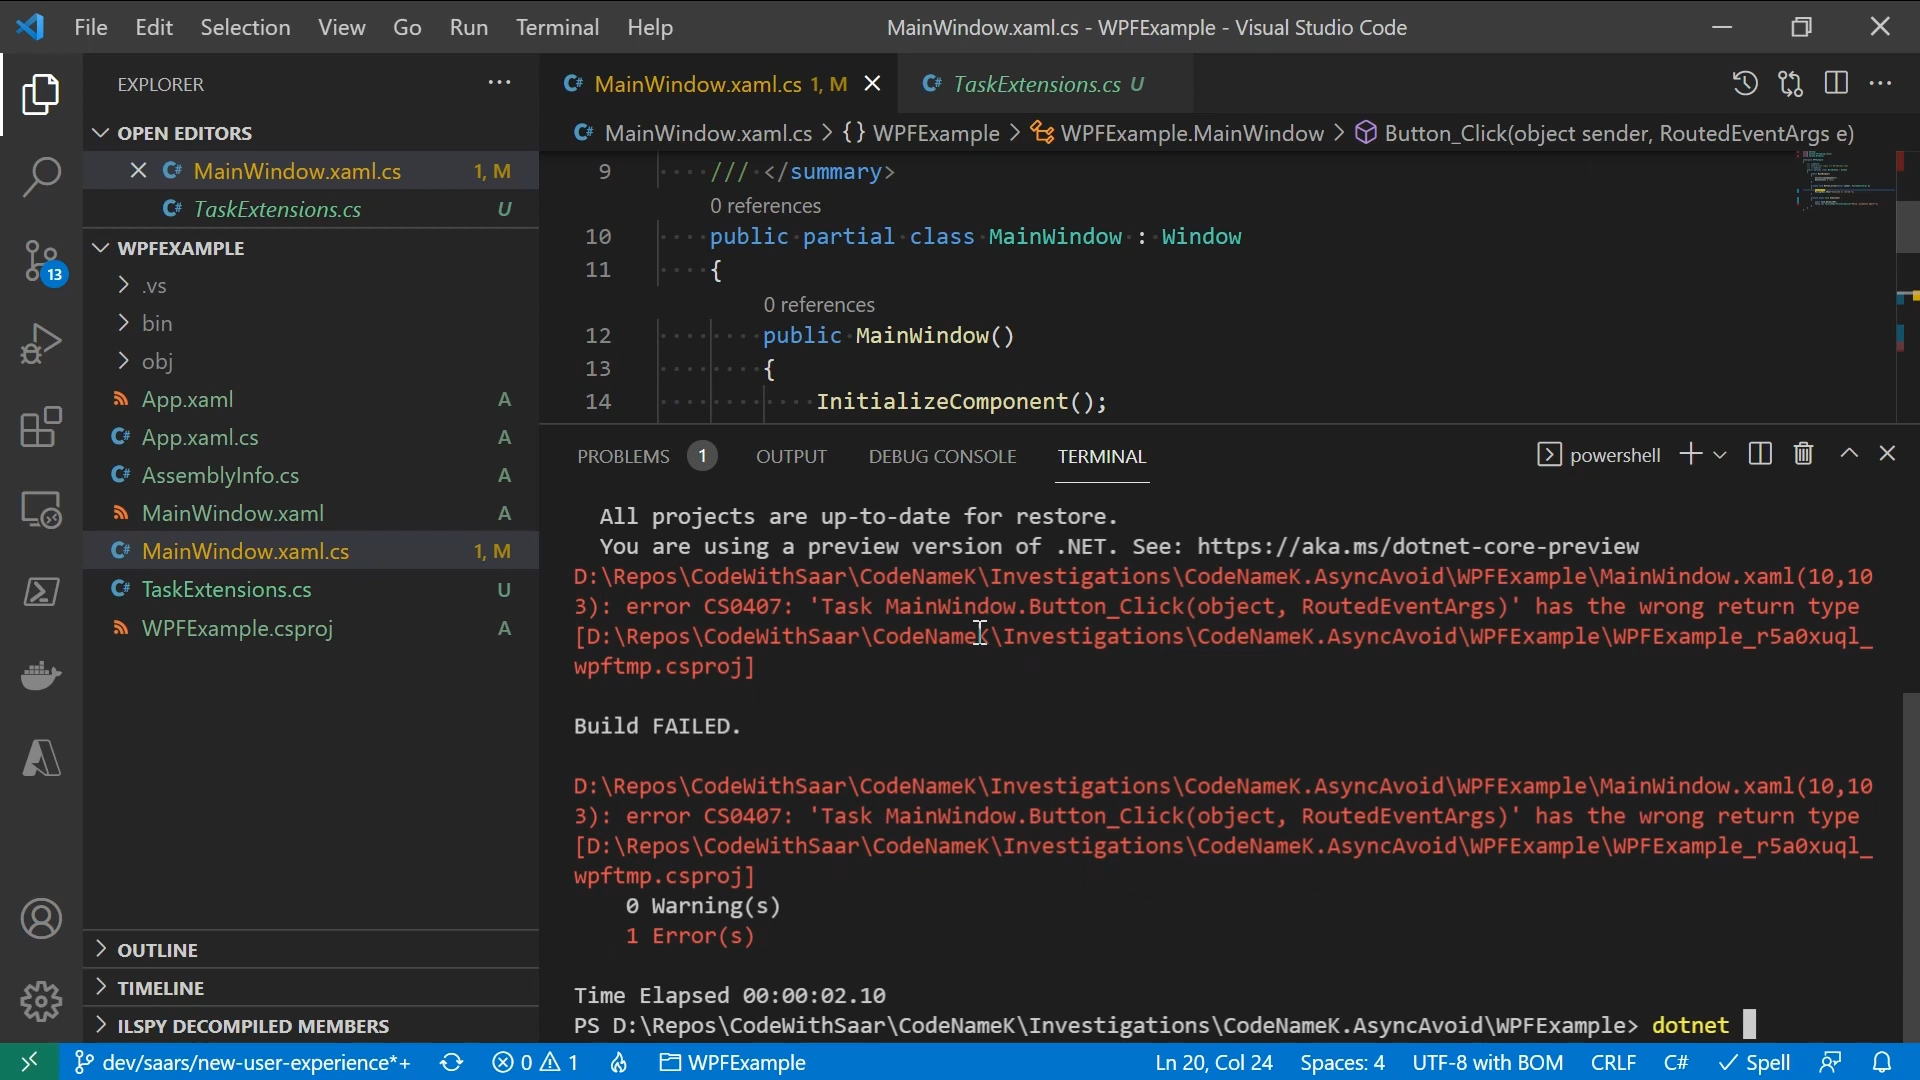 File Edit Selection View Go Run Terminal Help MainWindow.xaml.cs - WPFExample - Visual Studio Code
EXPLORER
OPEN EDITORS
MainWindow.xaml.cs 1, M
TaskExtensions.cs U
WPFEXAMPLE
.vs
bin
obj
App.xaml A
App.xaml.cs A
AssemblyInfo.cs A
MainWindow.xaml A
MainWindow.xaml.cs 1, M
TaskExtensions.cs U
WPFExample.csproj A
OUTLINE
TIMELINE
ILSPY DECOMPILED MEMBERS
13
MainWindow.xaml.cs 1, M TaskExtensions.cs U
MainWindow.xaml.cs > {} WPFExample > WPFExample.MainWindow > Button_Click(object sender, RoutedEventArgs e)
9 /// </summary>
0 references
10 public partial class MainWindow : Window
11 {
0 references
12 public MainWindow()
13 {
14 InitializeComponent();
PROBLEMS 1 OUTPUT DEBUG CONSOLE TERMINAL powershell
All projects are up-to-date for restore.
You are using a preview version of .NET. See: https://aka.ms/dotnet-core-preview
D:\Repos\CodeWithSaar\CodeNameK\Investigations\CodeNameK.AsyncAvoid\WPFExample\MainWindow.xaml(10,10
3): error CS0407: 'Task MainWindow.Button_Click(object, RoutedEventArgs)' has the wrong return type
[D:\Repos\CodeWithSaar\CodeNameK\Investigations\CodeNameK.AsyncAvoid\WPFExample\WPFExample_r5a0xuql_
wpftmp.csproj]
Build FAILED.
D:\Repos\CodeWithSaar\CodeNameK\Investigations\CodeNameK.AsyncAvoid\WPFExample\MainWindow.xaml(10,10
3): error CS0407: 'Task MainWindow.Button_Click(object, RoutedEventArgs)' has the wrong return type
[D:\Repos\CodeWithSaar\CodeNameK\Investigations\CodeNameK.AsyncAvoid\WPFExample\WPFExample_r5a0xuql_
wpftmp.csproj]
0 Warning(s)
1 Error(s)
Time Elapsed 00:00:02.10
PS D:\Repos\CodeWithSaar\CodeNameK\Investigations\CodeNameK.AsyncAvoid\WPFExample> dotnet
dev/saars/new-user-experience*+ 0 1 WPFExample Ln 20, Col 24 Spaces: 4 UTF-8 with BOM CRLF C# Spell